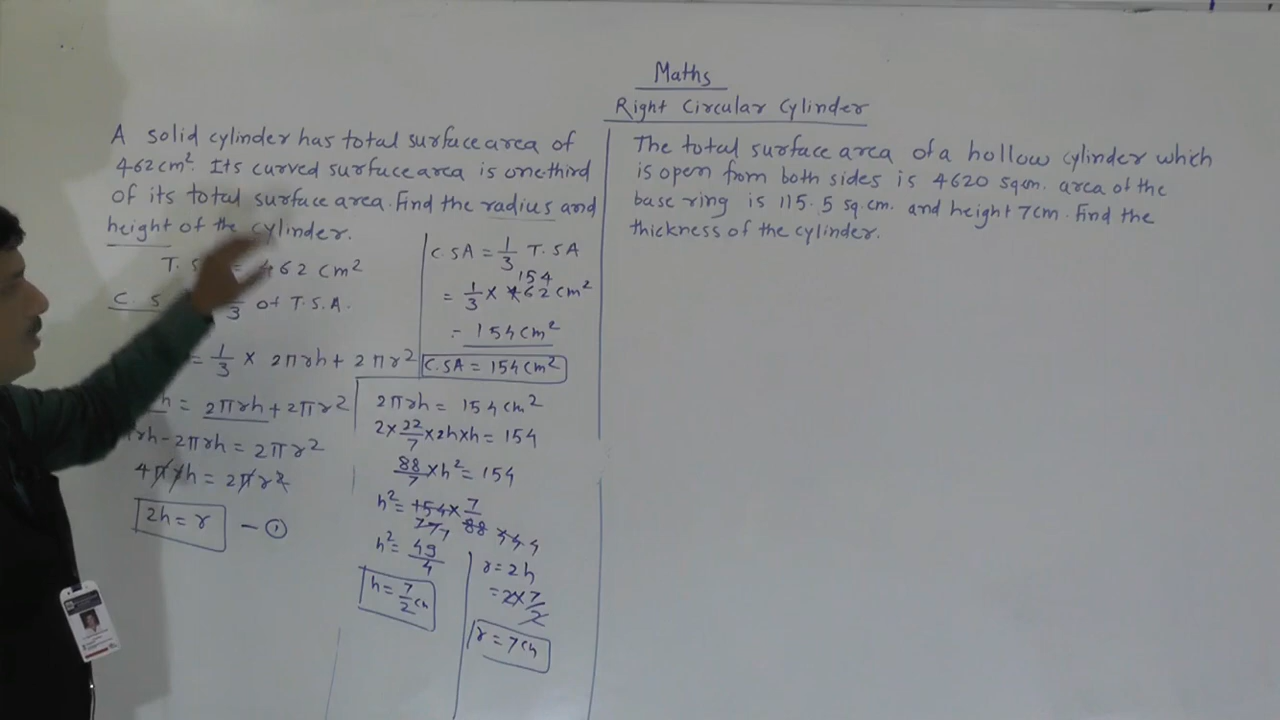 Maths
Right Circular Cylinder
A solid cylinder has total surface area of
462 cm². Its curved surface area is one-third
of its total surface area. Find the radius and
height of the cylinder.
T. S = 462 cm²
C. S 3 of T.S.A.
= 1/3 × 2πrh + 2πr²
h = 2πrh + 2πr²
rh - 2πrh = 2πr²
4πrh = 2πr²
2h = r - ①
C.SA = 1/3 T.SA
154
= 1/3 × 462 cm²
= 154 cm²
C.SA = 154 cm²
2πrh = 154 cm²
2 × 22/7 × 2h × h = 154
88/7 × h² = 154
h² = 154 × 7/88
h² = 49/4
h = 7/2 cm
r = 2h
= 2 × 7/2
r = 7cm
The total surface area of a hollow cylinder which
is open from both sides is 4620 sq.cm. area of the
base ring is 115.5 sq.cm. and height 7cm. Find the
thickness of the cylinder.